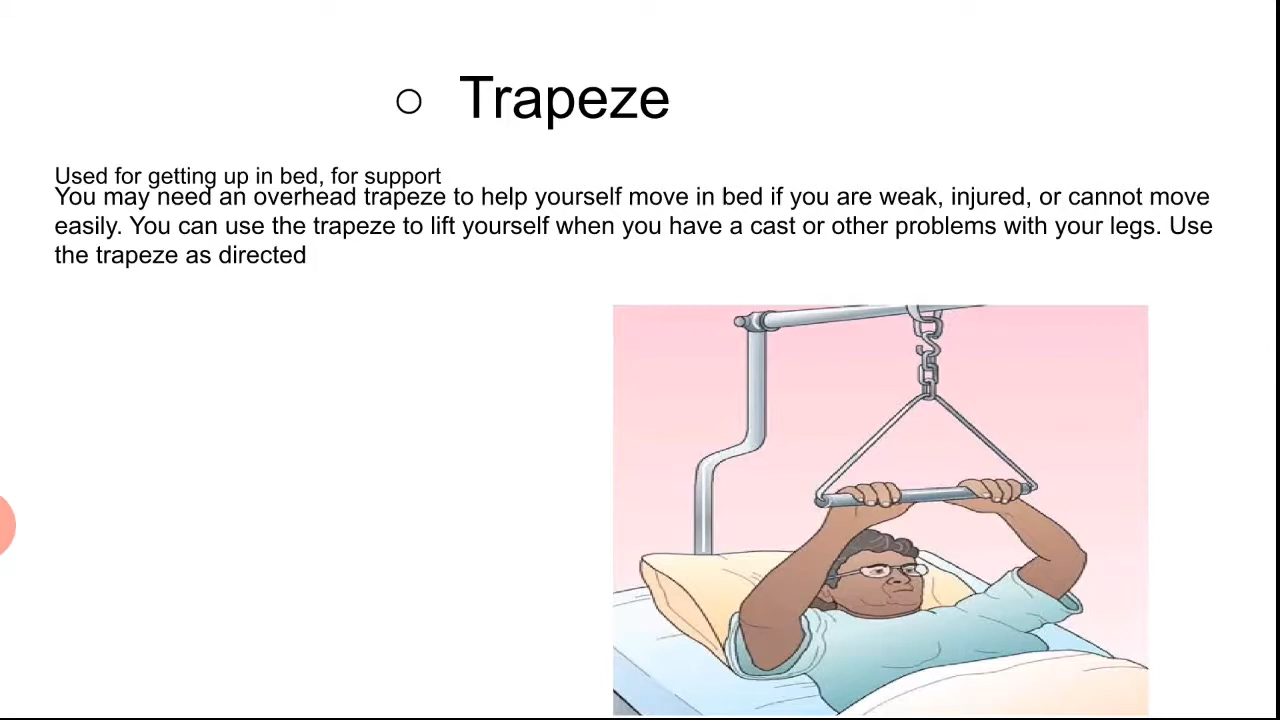 Trapeze
Used for getting up in bed, for support
You may need an overhead trapeze to help yourself move in bed if you are weak, injured, or cannot move
easily. You can use the trapeze to lift yourself when you have a cast or other problems with your legs. Use
the trapeze as directed